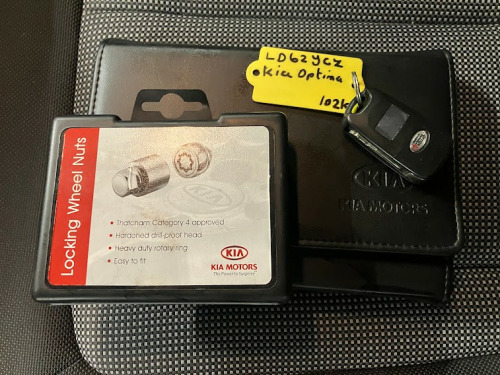 LD62YCZ
Kia Optima
102k
KIA
KIA MOTORS
Locking Wheel Nuts
• Thatcham Category 4 approved
• Hardened drill-proof head
• Heavy duty rotary ring
• Easy to fit
KIA
KIA MOTORS
The Power to Surprise